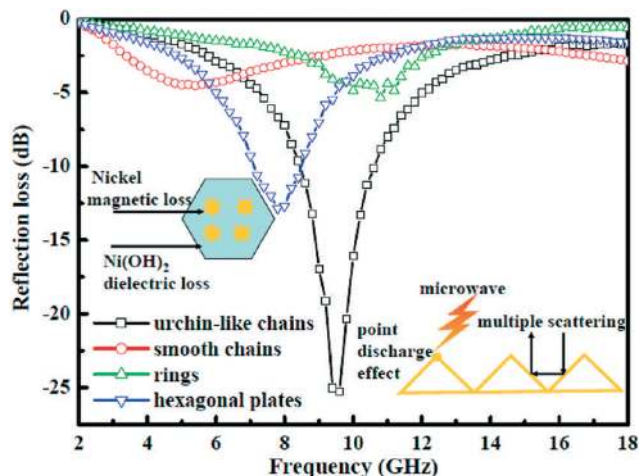 0
-5
-10
-15
-20
-25
Reflection loss (dB)
Nickel
magnetic loss
Ni(OH)2
dielectric loss
urchin-like chains
smooth chains
rings
hexagonal plates
microwave
point
discharge
effect
multiple scattering
2 4 6 8 10 12 14 16 18
Frequency (GHz)